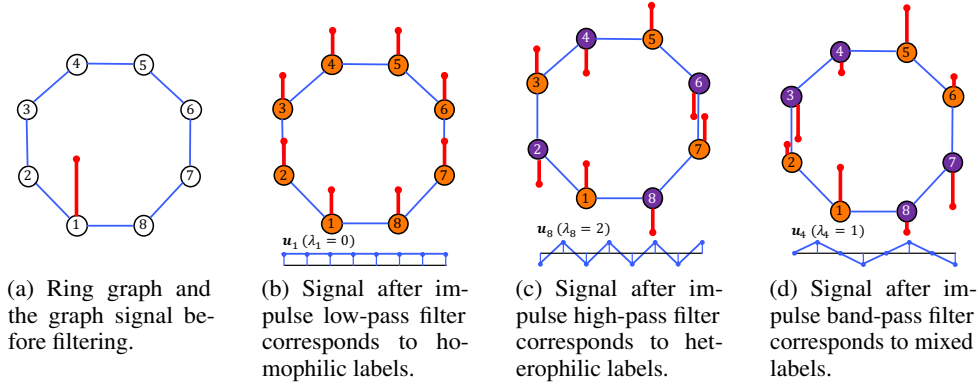 4 5
3 6
2 7
1 8
4 5
3 6
2 7
1 8
u₁ (λ₁ = 0)
5
4
3 6
2 7
1 8
u₈ (λ₈ = 2)
4 5
3 6
2 7
1 8
u₄ (λ₄ = 1)
(a) Ring graph and
the graph signal be-
fore filtering.
(b) Signal after im-
pulse low-pass filter
corresponds to ho-
mophilic labels.
(c) Signal after im-
pulse high-pass filter
corresponds to het-
erophilic labels.
(d) Signal after im-
pulse band-pass filter
corresponds to mixed
labels.